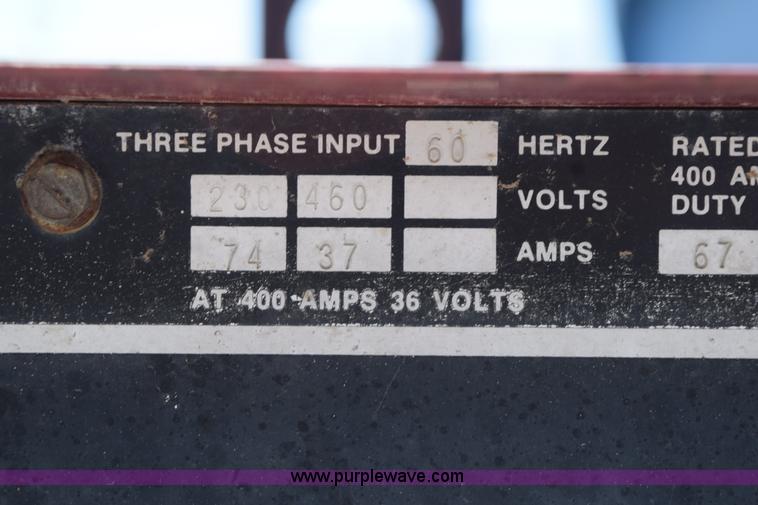 THREE PHASE INPUT 60 HERTZ
230 460 VOLTS
74 37 AMPS
AT 400 AMPS 36 VOLTS
RATED
400 AM
DUTY
67
www.purplewave.com